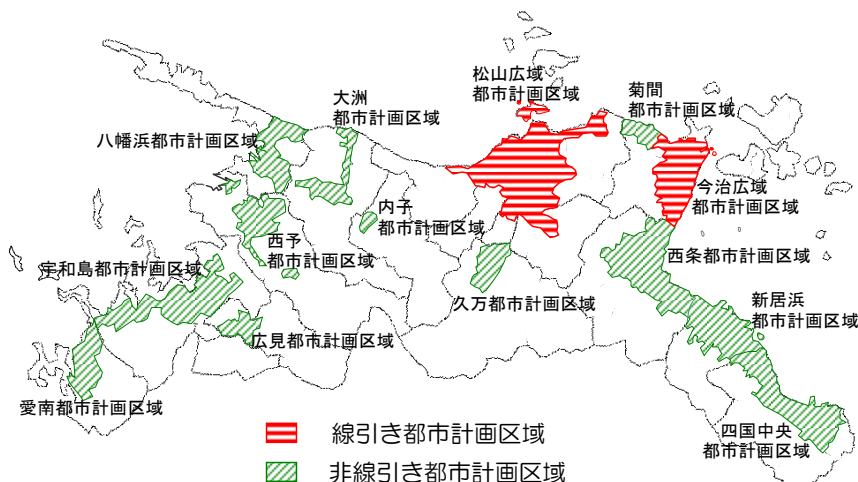 松山広域
都市計画区域
菊間
都市計画区域
大洲
都市計画区域
八幡浜都市計画区域
今治広域
都市計画区域
内子
都市計画区域
西予
都市計画区域
西条都市計画区域
宇和島都市計画区域
久万都市計画区域
新居浜
都市計画区域
広見都市計画区域
愛南都市計画区域
四国中央
都市計画区域
線引き都市計画区域
非線引き都市計画区域